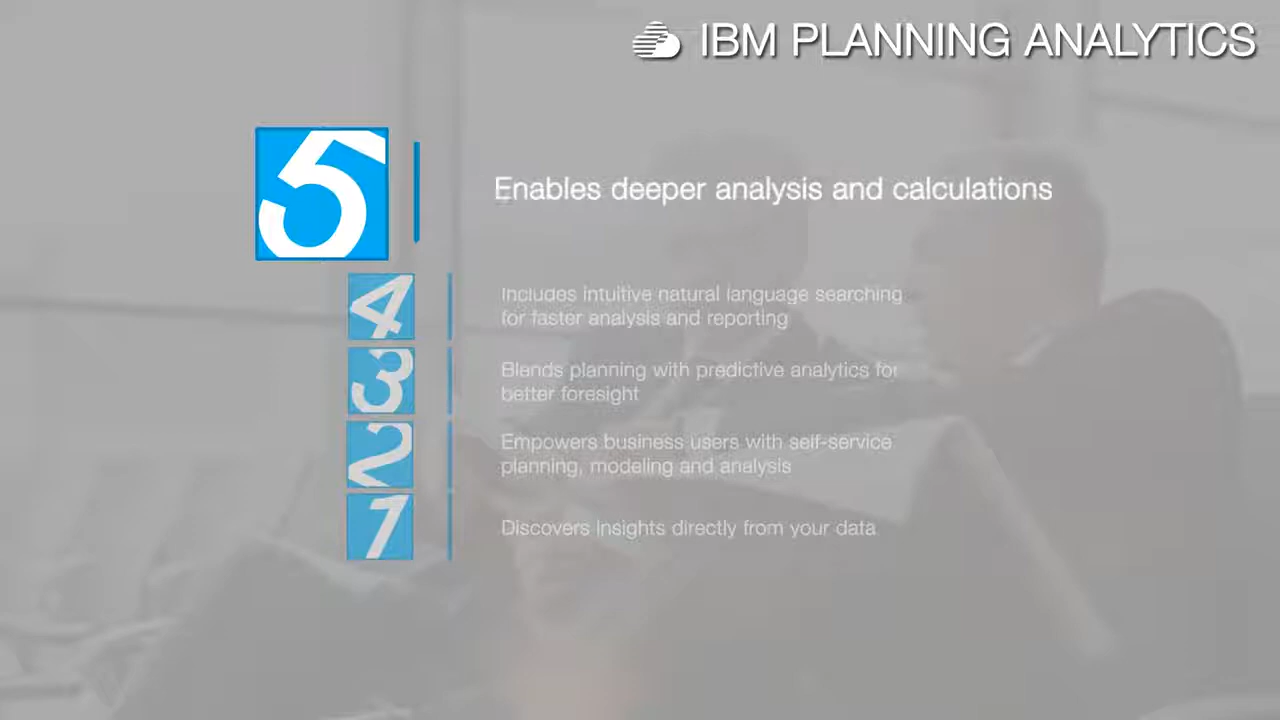 IBM PLANNING ANALYTICS
5
Enables deeper analysis and calculations
4
Includes intuitive natural language searching
for faster analysis and reporting
3
Blends planning with predictive analytics for
better foresight
2
Empowers business users with self-service
planning, modeling and analysis
1
Discovers insights directly from your data